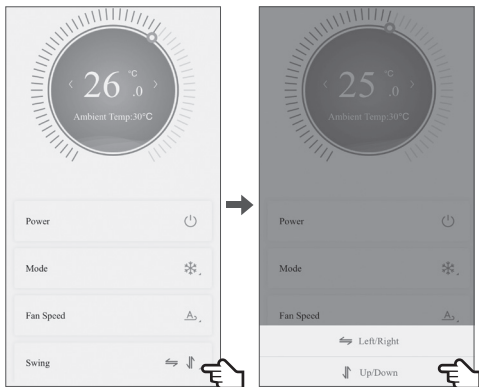 26.0 °C
Ambient Temp:30°C
Power
Mode
Fan Speed
A
Swing
25.0 °C
Ambient Temp:30°C
Power
Mode
Fan Speed
A
Left/Right
Up/Down